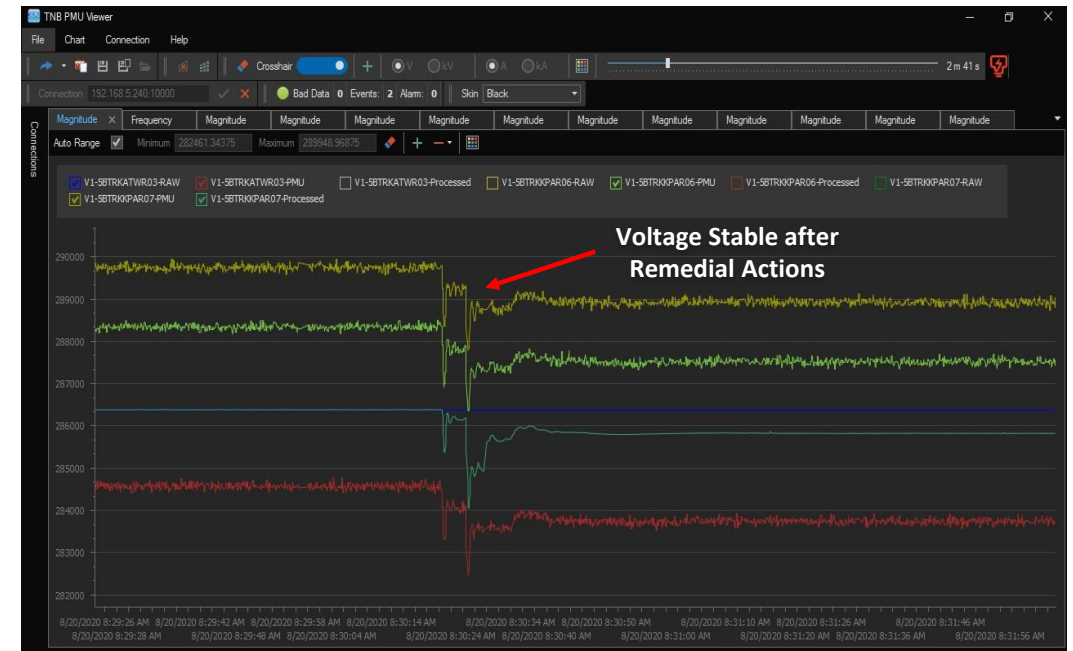 TNB PMU Viewer
File Chart Connection Help
Crosshair V kV A kA 2 m 41 s
Connection 192.168.5.240:10000 Bad Data 0 Events: 2 Alarm: 0 Skin Black
Connections
Magnitude × Frequency Magnitude Magnitude Magnitude Magnitude Magnitude Magnitude Magnitude Magnitude Magnitude Magnitude Magnitude
Auto Range Minimum 282461.34375 Maximum 289948.96875
V1-5BTRKATWR03-RAW V1-5BTRKATWR03-PMU V1-5BTRKATWR03-Processed V1-5BTRKKPAR06-RAW V1-5BTRKKPAR06-PMU V1-5BTRKKPAR06-Processed V1-5BTRKKPAR07-RAW
V1-5BTRKKPAR07-PMU V1-5BTRKKPAR07-Processed
Voltage Stable after
Remedial Actions
290000
289000
288000
287000
286000
285000
284000
283000
282000
8/20/2020 8:29:26 AM 8/20/2020 8:29:42 AM 8/20/2020 8:29:58 AM 8/20/2020 8:30:14 AM 8/20/2020 8:30:34 AM 8/20/2020 8:30:50 AM 8/20/2020 8:31:10 AM 8/20/2020 8:31:26 AM 8/20/2020 8:31:46 AM
8/20/2020 8:29:28 AM 8/20/2020 8:29:48 AM 8/20/2020 8:30:04 AM 8/20/2020 8:30:24 AM 8/20/2020 8:30:40 AM 8/20/2020 8:31:00 AM 8/20/2020 8:31:20 AM 8/20/2020 8:31:36 AM 8/20/2020 8:31:56 AM